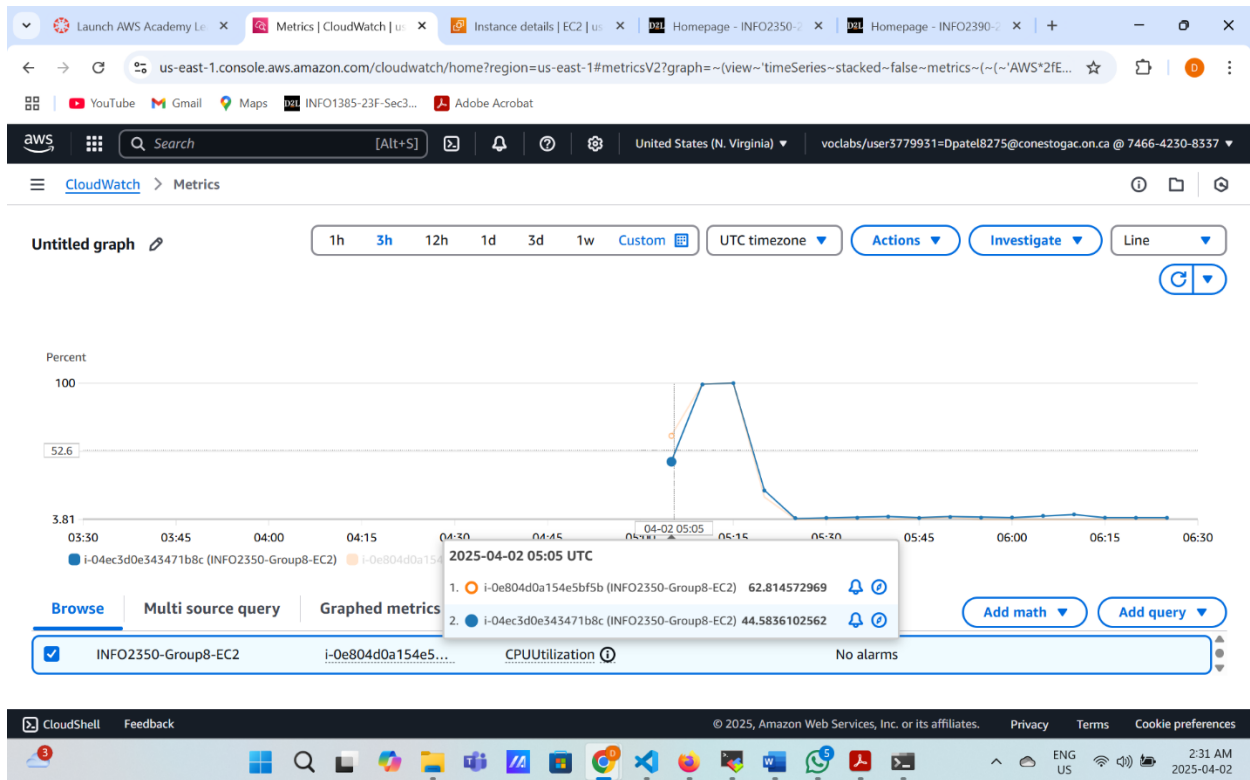 Launch AWS Academy Le
Metrics | CloudWatch | us
Instance details | EC2 | us
Homepage - INFO2350-2
Homepage - INFO2390-2
us-east-1.console.aws.amazon.com/cloudwatch/home?region=us-east-1#metricsV2?graph=~(view~'timeSeries~stacked~false~metrics~(~(~'AWS*2fE...
D
YouTube
Gmail
Maps
D2L INFO1385-23F-Sec3...
Adobe Acrobat
aws
Search [Alt+S]
United States (N. Virginia)
voclabs/user3779931=Dpatel8275@conestogac.on.ca @ 7466-4230-8337
CloudWatch > Metrics
Untitled graph
1h 3h 12h 1d 3d 1w Custom
UTC timezone
Actions
Investigate
Line
Percent
100
52.6
3.81
03:30 03:45 04:00 04:15 04:30 04:45 05:00 05:15 05:30 05:45 06:00 06:15 06:30
04-02 05:05
i-04ec3d0e343471b8c (INFO2350-Group8-EC2) i-0e804d0a154
2025-04-02 05:05 UTC
1. i-0e804d0a154e5bf5b (INFO2350-Group8-EC2) 62.814572969
2. i-04ec3d0e343471b8c (INFO2350-Group8-EC2) 44.5836102562
Browse
Multi source query
Graphed metrics
Add math
Add query
INFO2350-Group8-EC2 i-0e804d0a154e5... CPUUtilization No alarms
CloudShell Feedback
© 2025, Amazon Web Services, Inc. or its affiliates. Privacy Terms Cookie preferences
3
5
ENG
US
2:31 AM
2025-04-02